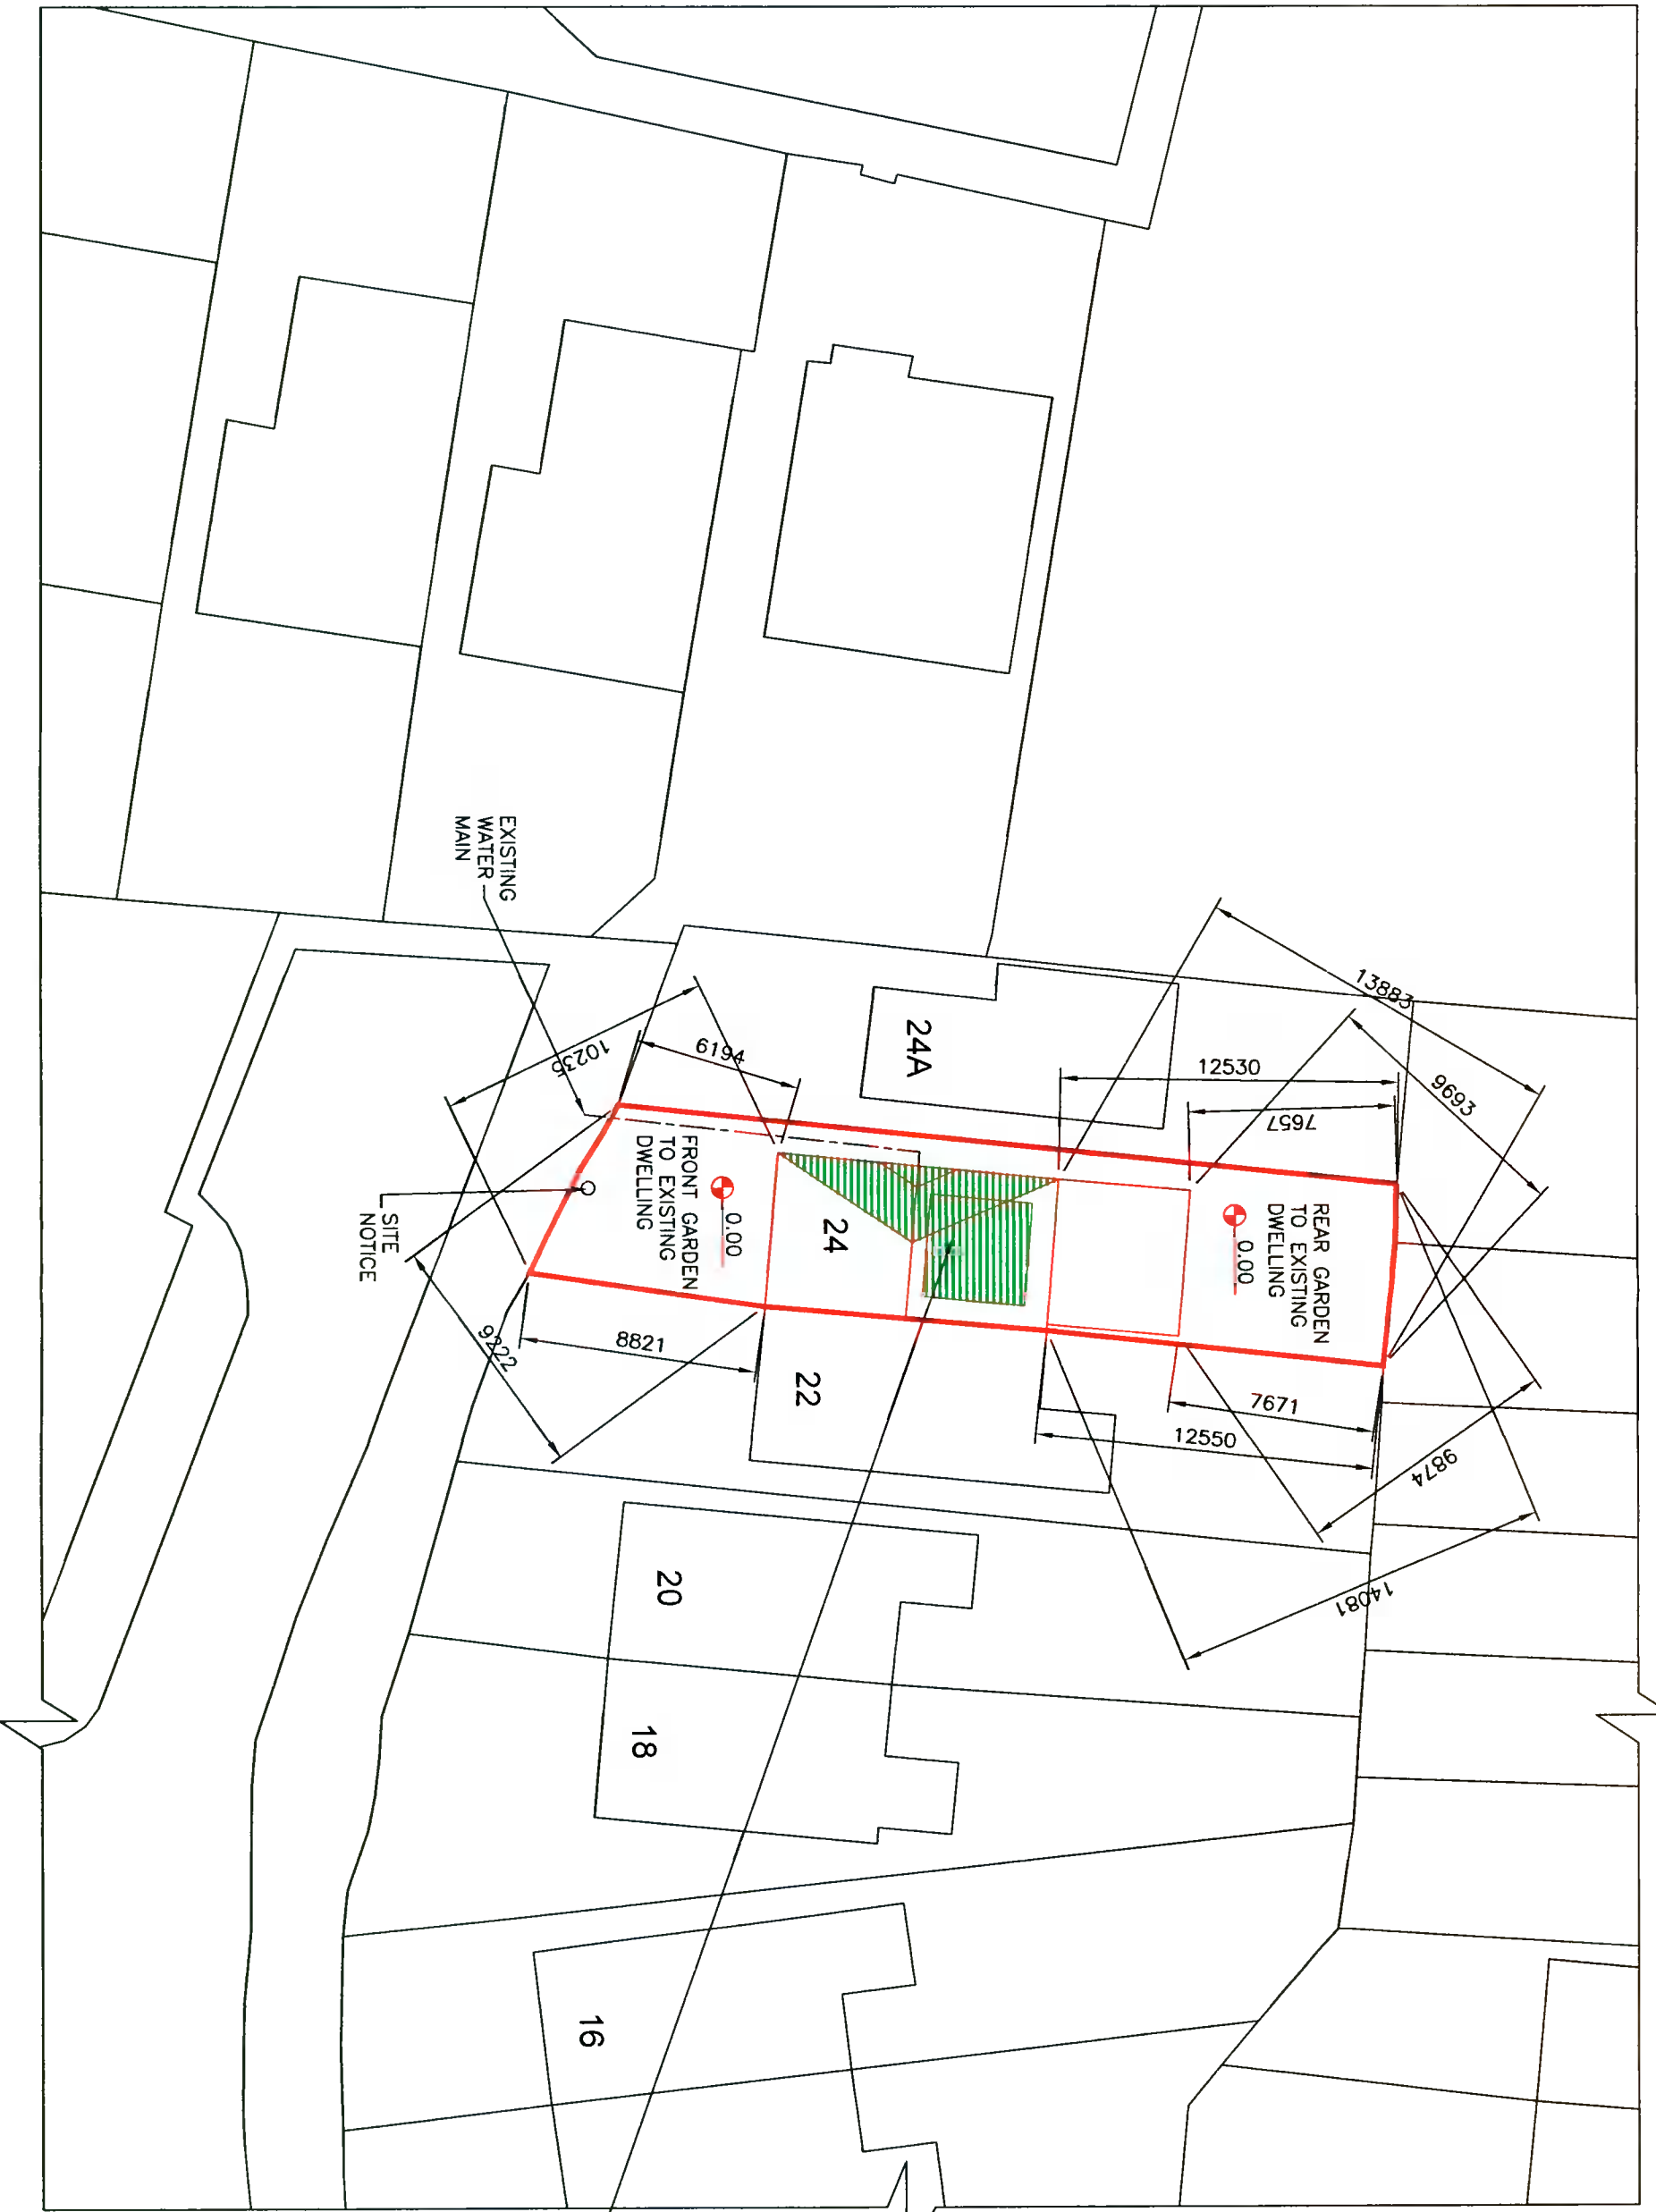 13883
9693
12530
7657
REAR GARDEN
TO EXISTING
DWELLING
0.00
7671
12550
9874
14081
24A
24
22
20
18
16
6194
10235
FRONT GARDEN
TO EXISTING
DWELLING
0.00
8821
9222
EXISTING
WATER
MAIN
SITE
NOTICE